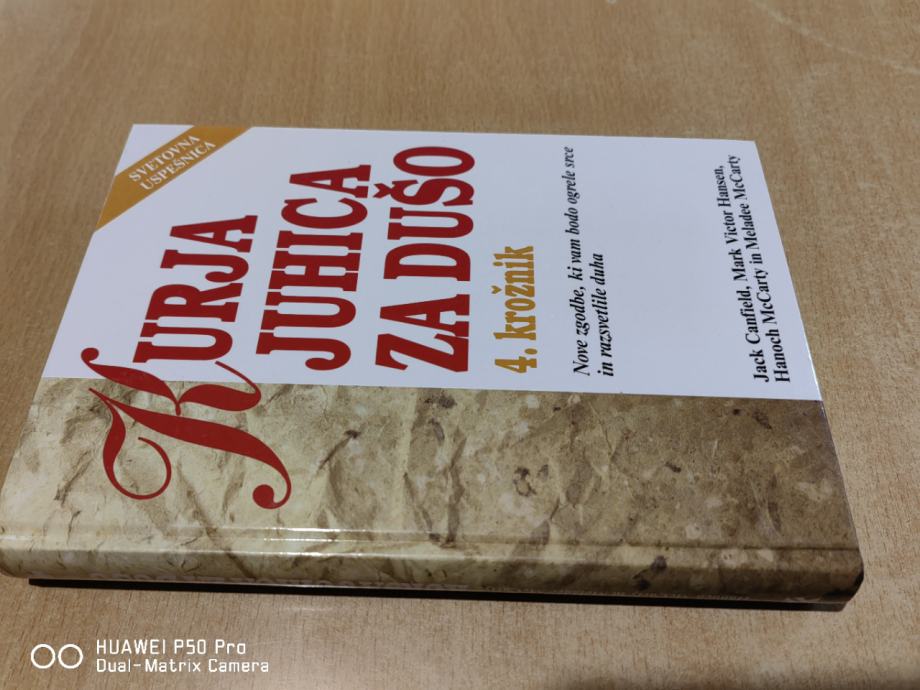 SVETOVNA
USPEŠNICA
KURJA
JUHICA
ZA DUŠO
4. krožnik
Nove zgodbe, ki vam bodo ogrele srce
in razsvetlile duha
Jack Canfield, Mark Victor Hansen,
Hanoch McCarty in Meladee McCarty
HUAWEI P50 Pro
Dual-Matrix Camera